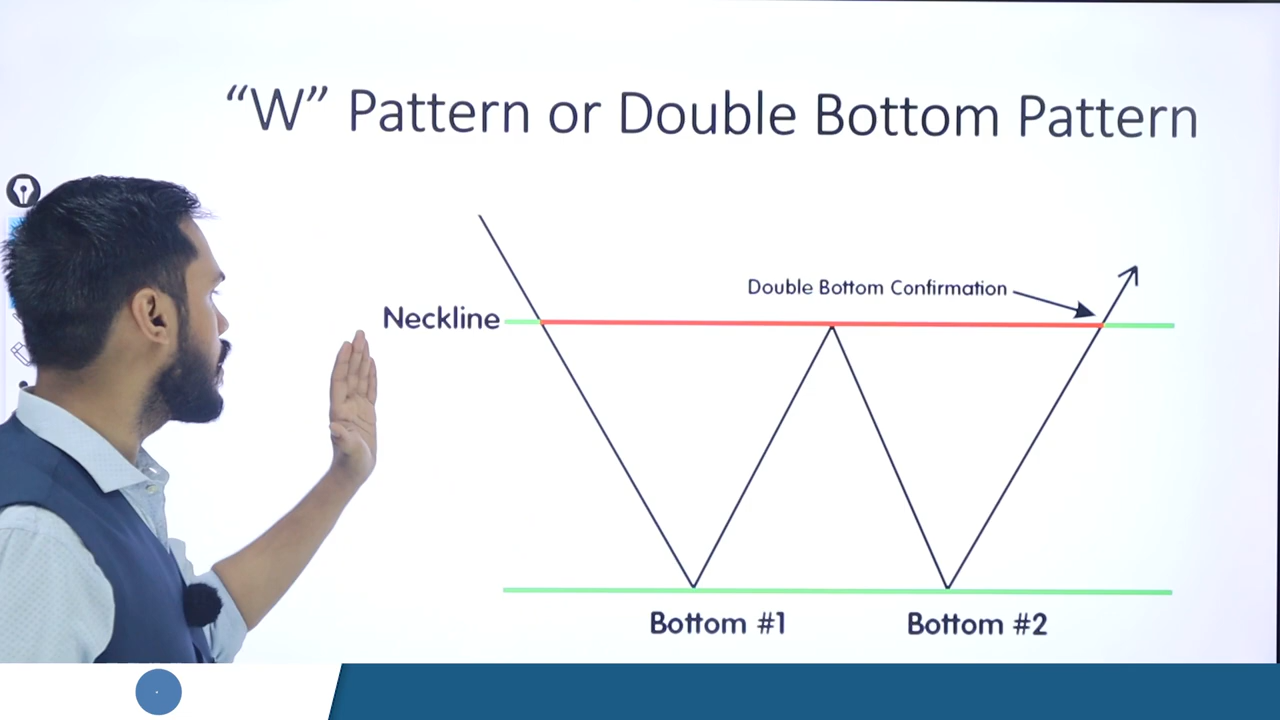 “W” Pattern or Double Bottom Pattern
Double Bottom Confirmation
Neckline
Bottom #1
Bottom #2